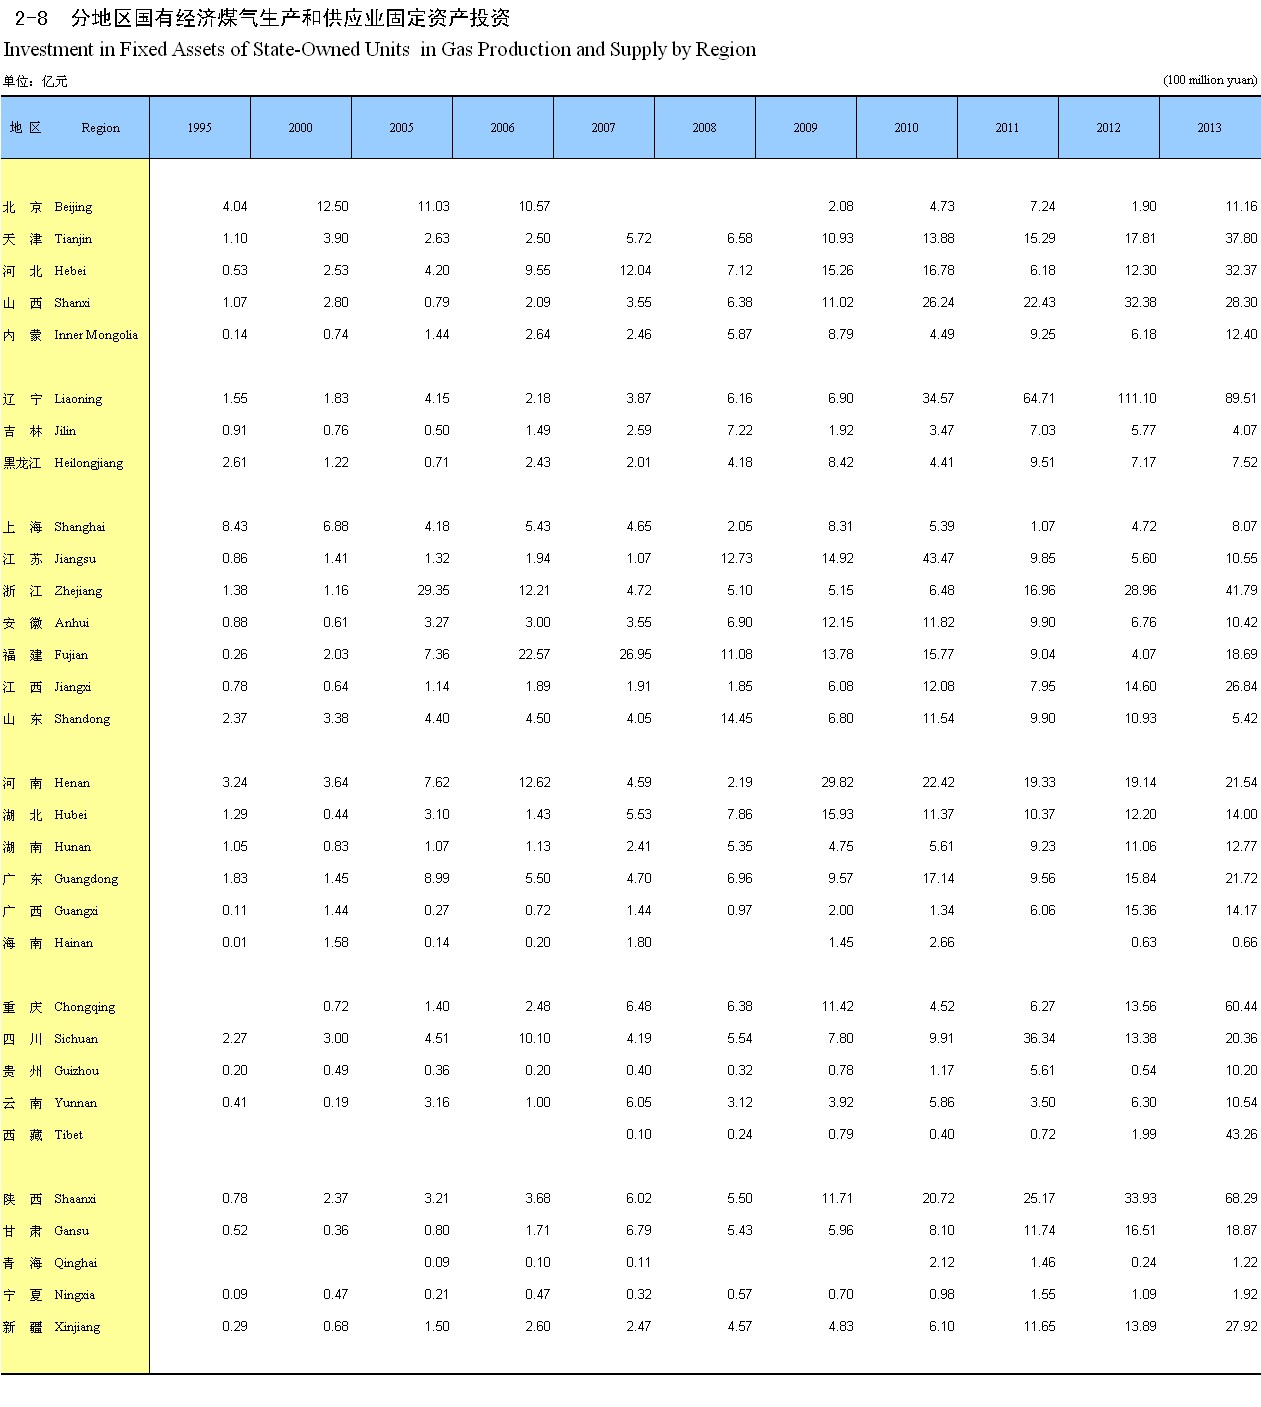 2-8 分地区国有经济煤气生产和供应业固定资产投资
Investment in Fixed Assets of State-Owned Units in Gas Production and Supply by Region
单位：亿元 (100 million yuan)
地 区 Region 1995 2000 2005 2006 2007 2008 2009 2010 2011 2012 2013
北 京 Beijing 4.04 12.50 11.03 10.57 2.08 4.73 7.24 1.90 11.16
天 津 Tianjin 1.10 3.90 2.63 2.50 5.72 6.58 10.93 13.88 15.29 17.81 37.80
河 北 Hebei 0.53 2.53 4.20 9.55 12.04 7.12 15.26 16.78 6.18 12.30 32.37
山 西 Shanxi 1.07 2.80 0.79 2.09 3.55 6.38 11.02 26.24 22.43 32.38 28.30
内 蒙 Inner Mongolia 0.14 0.74 1.44 2.64 2.46 5.87 8.79 4.49 9.25 6.18 12.40
辽 宁 Liaoning 1.55 1.83 4.15 2.18 3.87 6.16 6.90 34.57 64.71 111.10 89.51
吉 林 Jilin 0.91 0.76 0.50 1.49 2.59 7.22 1.92 3.47 7.03 5.77 4.07
黑龙江 Heilongjiang 2.61 1.22 0.71 2.43 2.01 4.18 8.42 4.41 9.51 7.17 7.52
上 海 Shanghai 8.43 6.88 4.18 5.43 4.65 2.05 8.31 5.39 1.07 4.72 8.07
江 苏 Jiangsu 0.86 1.41 1.32 1.94 1.07 12.73 14.92 43.47 9.85 5.60 10.55
浙 江 Zhejiang 1.38 1.16 29.35 12.21 4.72 5.10 5.15 6.48 16.96 28.96 41.79
安 徽 Anhui 0.88 0.61 3.27 3.00 3.55 6.90 12.15 11.82 9.90 6.76 10.42
福 建 Fujian 0.26 2.03 7.36 22.57 26.95 11.08 13.78 15.77 9.04 4.07 18.69
江 西 Jiangxi 0.78 0.64 1.14 1.89 1.91 1.85 6.08 12.08 7.95 14.60 26.84
山 东 Shandong 2.37 3.38 4.40 4.50 4.05 14.45 6.80 11.54 9.90 10.93 5.42
河 南 Henan 3.24 3.64 7.62 12.62 4.59 2.19 29.82 22.42 19.33 19.14 21.54
湖 北 Hubei 1.29 0.44 3.10 1.43 5.53 7.86 15.93 11.37 10.37 12.20 14.00
湖 南 Hunan 1.05 0.83 1.07 1.13 2.41 5.35 4.75 5.61 9.23 11.06 12.77
广 东 Guangdong 1.83 1.45 8.99 5.50 4.70 6.96 9.57 17.14 9.56 15.84 21.72
广 西 Guangxi 0.11 1.44 0.27 0.72 1.44 0.97 2.00 1.34 6.06 15.36 14.17
海 南 Hainan 0.01 1.58 0.14 0.20 1.80 1.45 2.66 0.63 0.66
重 庆 Chongqing 0.72 1.40 2.48 6.48 6.38 11.42 4.52 6.27 13.56 60.44
四 川 Sichuan 2.27 3.00 4.51 10.10 4.19 5.54 7.80 9.91 36.34 13.38 20.36
贵 州 Guizhou 0.20 0.49 0.36 0.20 0.40 0.32 0.78 1.17 5.61 0.54 10.20
云 南 Yunnan 0.41 0.19 3.16 1.00 6.05 3.12 3.92 5.86 3.50 6.30 10.54
西 藏 Tibet 0.10 0.24 0.79 0.40 0.72 1.99 43.26
陕 西 Shaanxi 0.78 2.37 3.21 3.68 6.02 5.50 11.71 20.72 25.17 33.93 68.29
甘 肃 Gansu 0.52 0.36 0.80 1.71 6.79 5.43 5.96 8.10 11.74 16.51 18.87
青 海 Qinghai 0.09 0.10 0.11 2.12 1.46 0.24 1.22
宁 夏 Ningxia 0.09 0.47 0.21 0.47 0.32 0.57 0.70 0.98 1.55 1.09 1.92
新 疆 Xinjiang 0.29 0.68 1.50 2.60 2.47 4.57 4.83 6.10 11.65 13.89 27.92